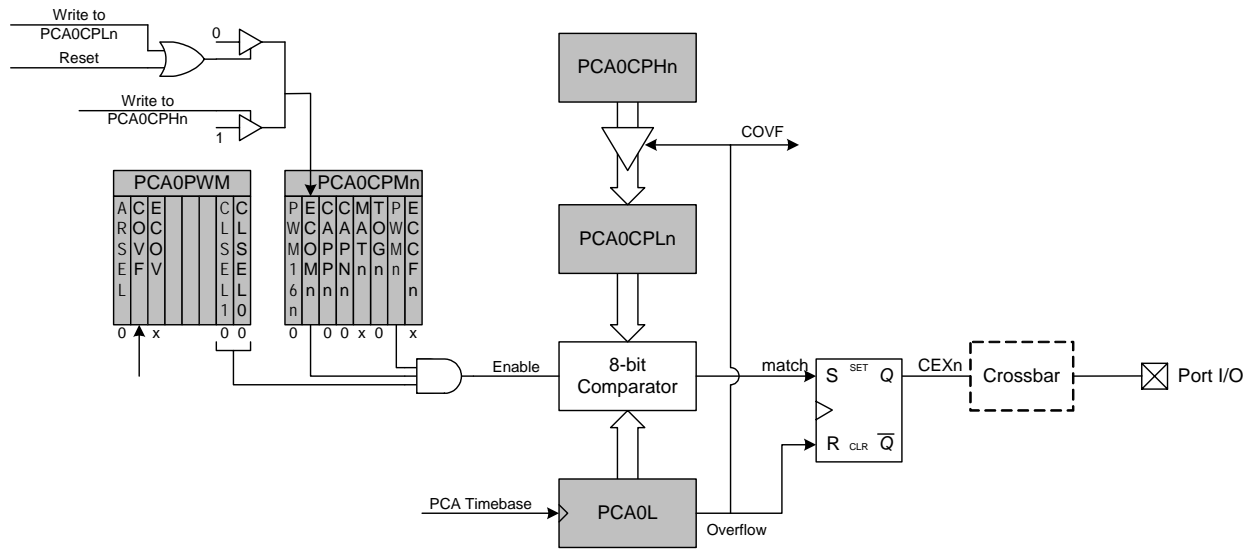 Write to
PCA0CPLn
Reset
0
Write to
PCA0CPHn
1
PCA0CPHn
COVF
PCA0PWM
ARSEL
COVF
ECOV
CLSEL1
CLSEL0
0
x
0
0
PCA0CPMn
PWM16n
ECOMn
CAPPn
CAPNn
MATn
TOGn
PWMn
ECCFn
0
0
0
x
0
x
PCA0CPLn
Enable
8-bit
Comparator
match
S
SET
Q
R
CLR
Q
CEXn
Crossbar
Port I/O
PCA Timebase
PCA0L
Overflow